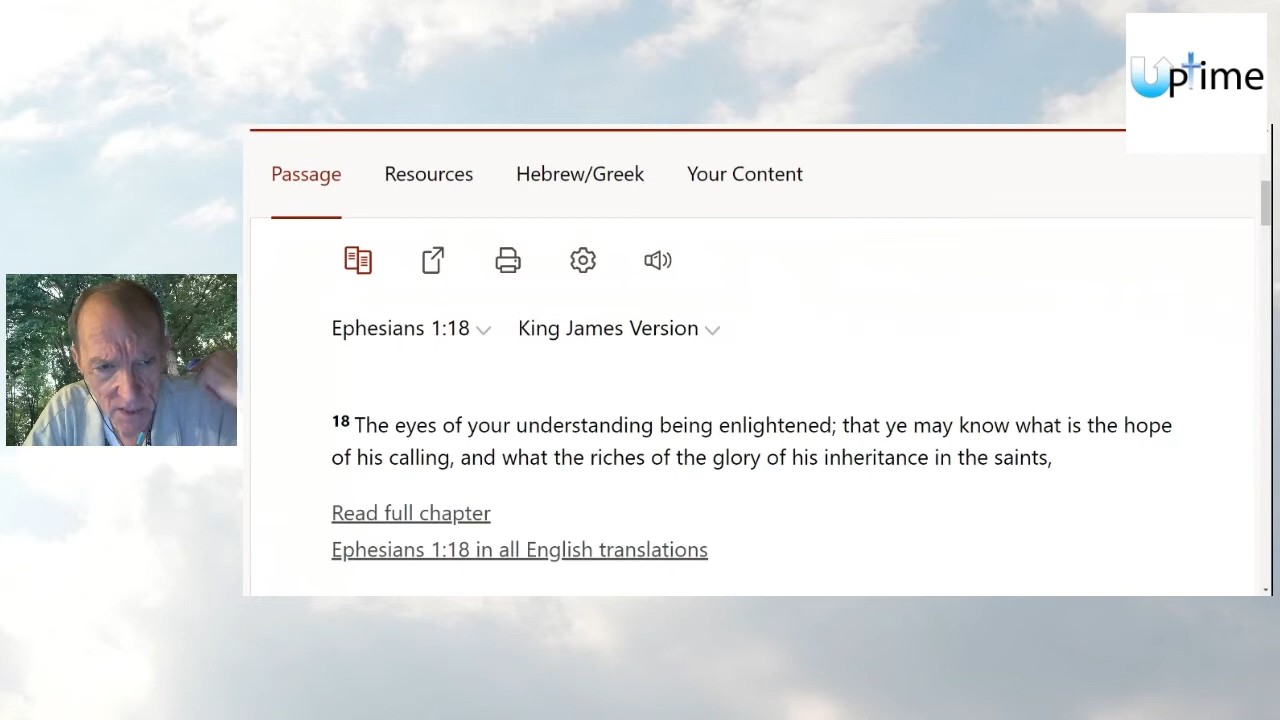 Uptime
Passage Resources Hebrew/Greek Your Content
Ephesians 1:18 King James Version
18 The eyes of your understanding being enlightened; that ye may know what is the hope
of his calling, and what the riches of the glory of his inheritance in the saints,
Read full chapter
Ephesians 1:18 in all English translations